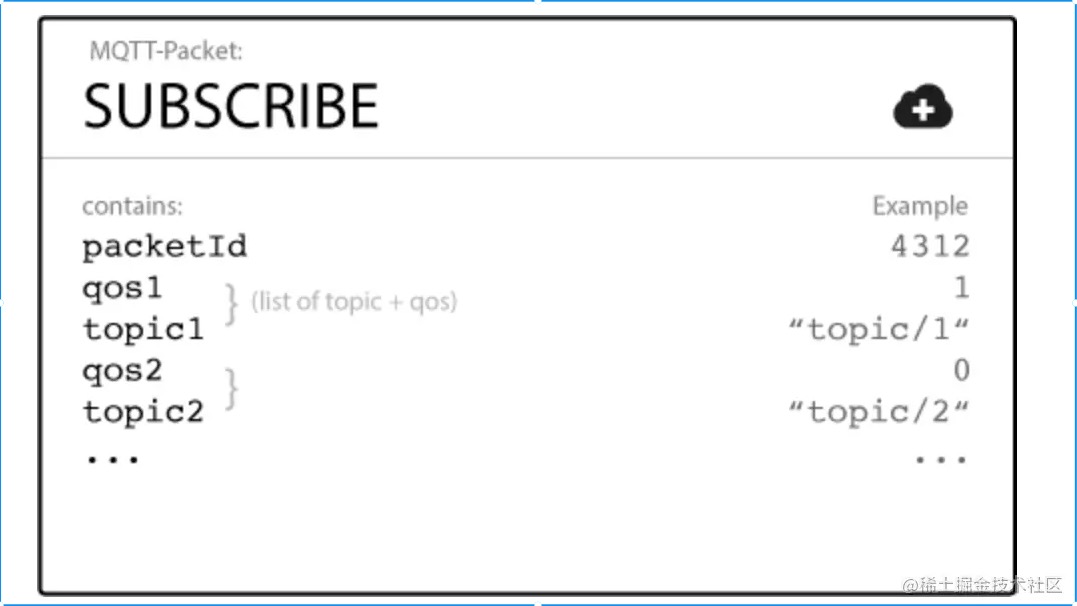 MQTT-Packet:
SUBSCRIBE
contains: Example
packetId 4312
qos1 1
(list of topic + qos)
topic1 “topic/1“
qos2 0
topic2 “topic/2“
... ...
@稀土掘金技术社区